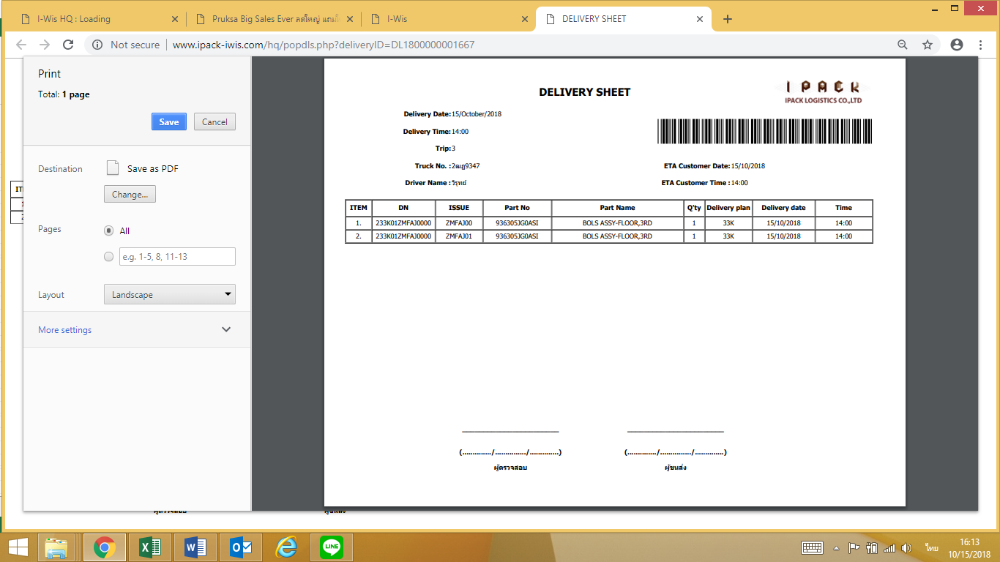 I-Wis HQ : Loading
Pruksa Big Sales Ever ลดใหญ่ แถม
I-Wis
DELIVERY SHEET
Not secure www.ipack-iwis.com/hq/popdls.php?deliveryID=DL1800000001667
Print
Total: 1 page
Save Cancel
Destination Save as PDF
Change...
Pages All
e.g. 1-5, 8, 11-13
Layout Landscape
More settings
DELIVERY SHEET
IPACK
IPACK LOGISTICS CO.,LTD
Delivery Date: 15/October/2018
Delivery Time: 14:00
Trip: 3
Truck No. : 2ฒฎ9347 ETA Customer Date: 15/10/2018
Driver Name : วิรุทย์ ETA Customer Time : 14:00
ITEM DN ISSUE Part No Part Name Q'ty Delivery plan Delivery date Time
1. 233K01ZMFAJ0000 ZMFAJ00 936305JG0ASI BOLS ASSY-FLOOR,3RD 1 33K 15/10/2018 14:00
2. 233K01ZMFAJ0000 ZMFAJ01 936305JG0ASI BOLS ASSY-FLOOR,3RD 1 33K 15/10/2018 14:00
(............../.............../..............) (............../.............../..............)
ผู้ตรวจสอบ ผู้ขนส่ง
LINE
ไทย
16:13
10/15/2018